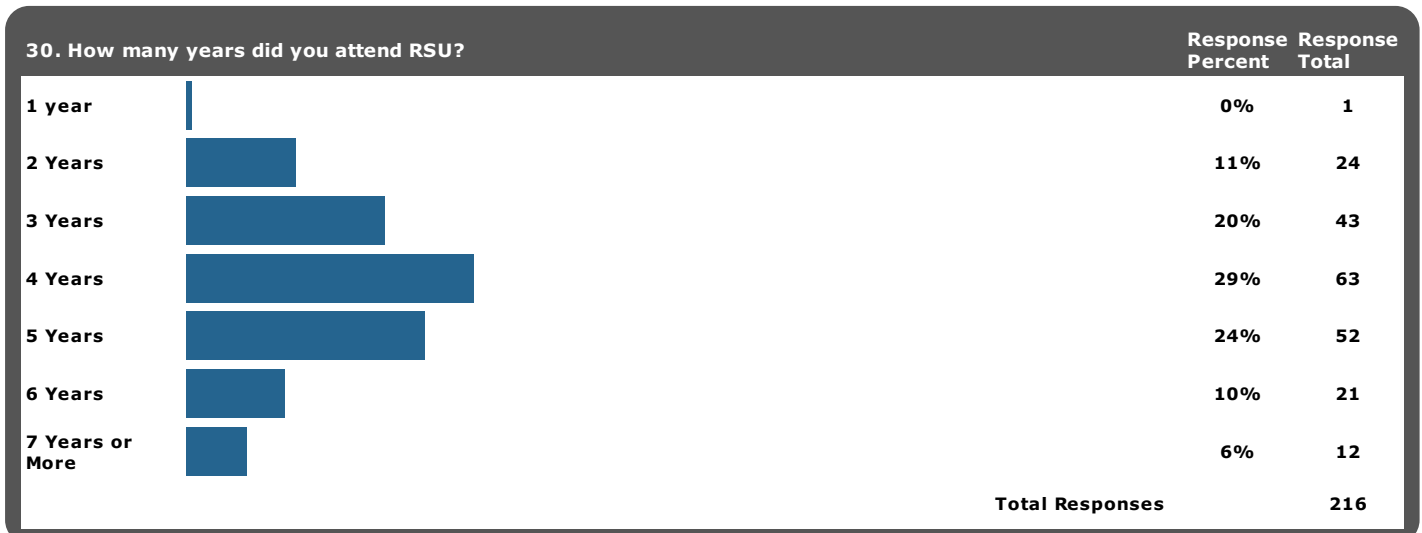 30. How many years did you attend RSU?
Response Response
Percent Total
1 year 0% 1
2 Years 11% 24
3 Years 20% 43
4 Years 29% 63
5 Years 24% 52
6 Years 10% 21
7 Years or
More 6% 12
Total Responses 216